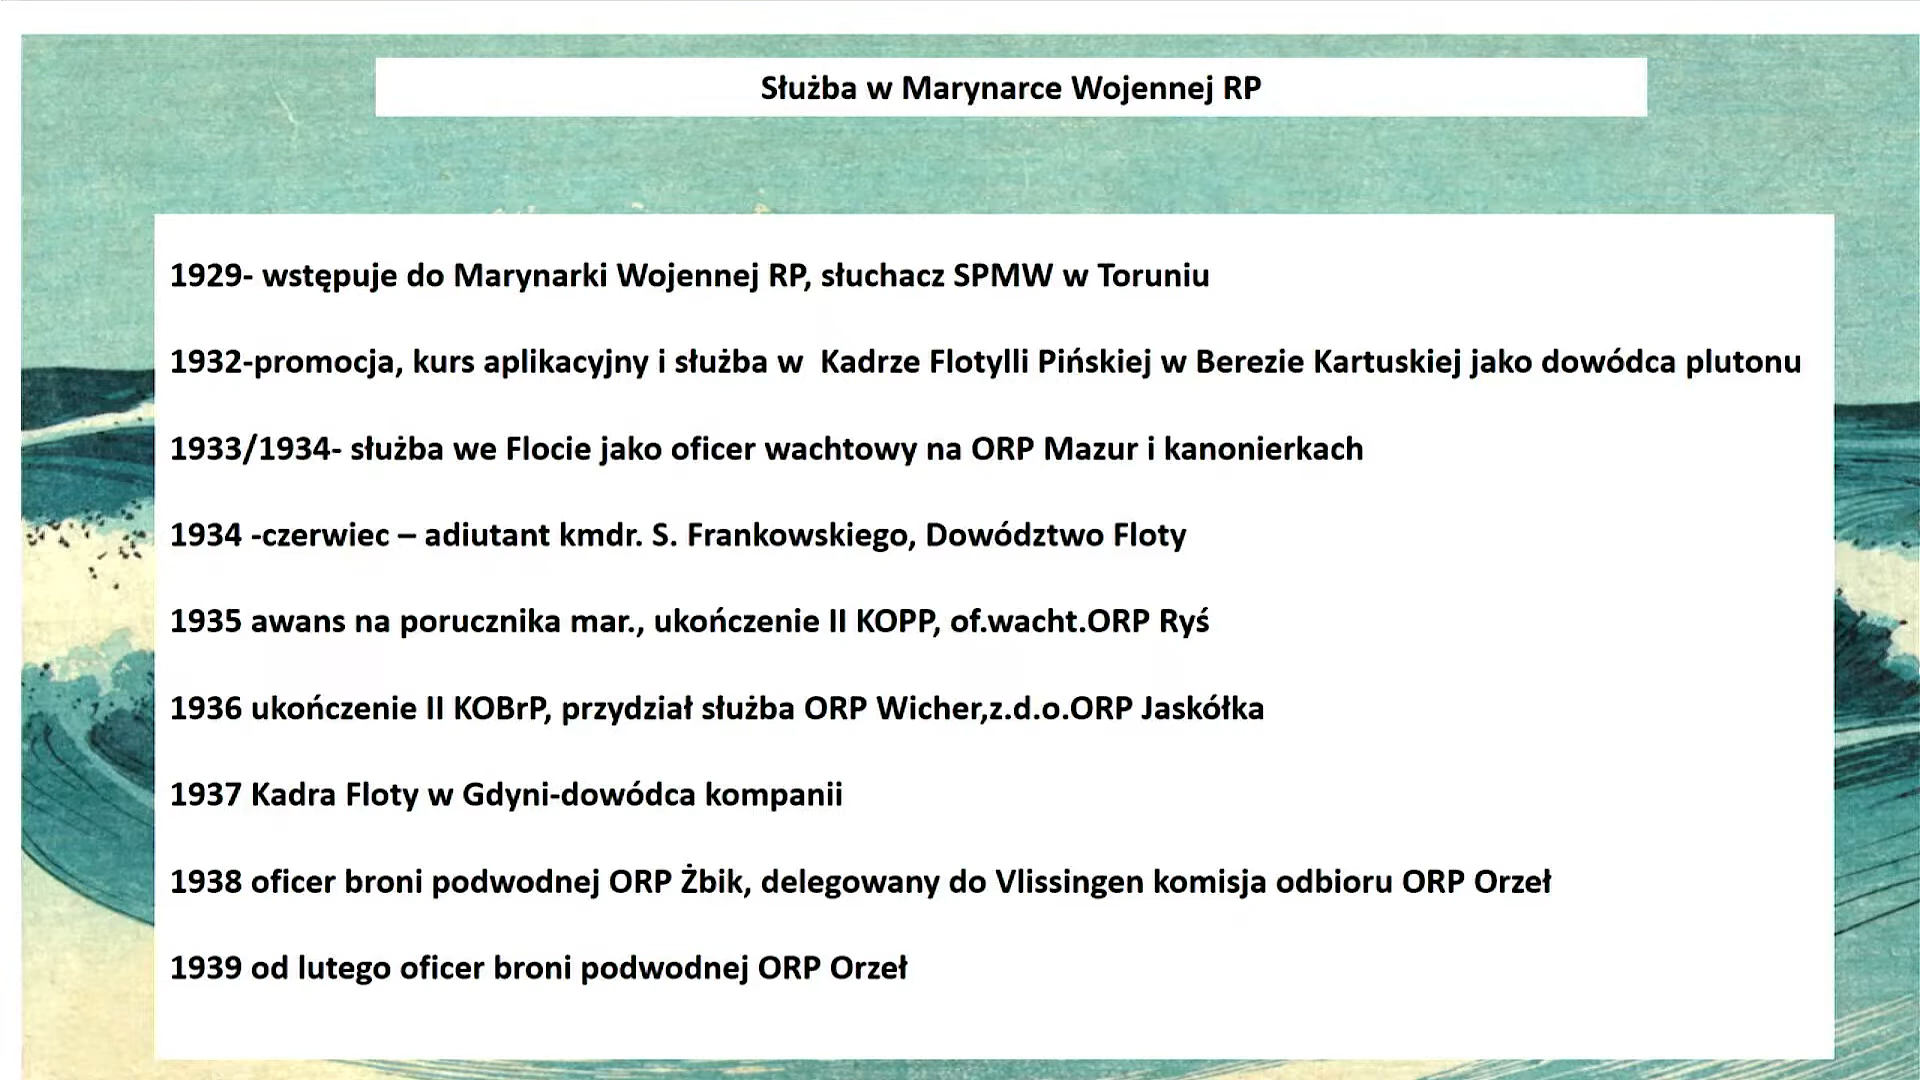 Służba w Marynarce Wojennej RP
1929- wstępuje do Marynarki Wojennej RP, słuchacz SPMW w Toruniu
1932-promocja, kurs aplikacyjny i służba w  Kadrze Flotylli Pińskiej w Berezie Kartuskiej jako dowódca plutonu
1933/1934- służba we Flocie jako oficer wachtowy na ORP Mazur i kanonierkach
1934 -czerwiec – adiutant kmdr. S. Frankowskiego, Dowództwo Floty
1935 awans na porucznika mar., ukończenie II KOPP, of.wacht.ORP Ryś
1936 ukończenie II KOBrP, przydział służba ORP Wicher,z.d.o.ORP Jaskółka
1937 Kadra Floty w Gdyni-dowódca kompanii
1938 oficer broni podwodnej ORP Żbik, delegowany do Vlissingen komisja odbioru ORP Orzeł
1939 od lutego oficer broni podwodnej ORP Orzeł